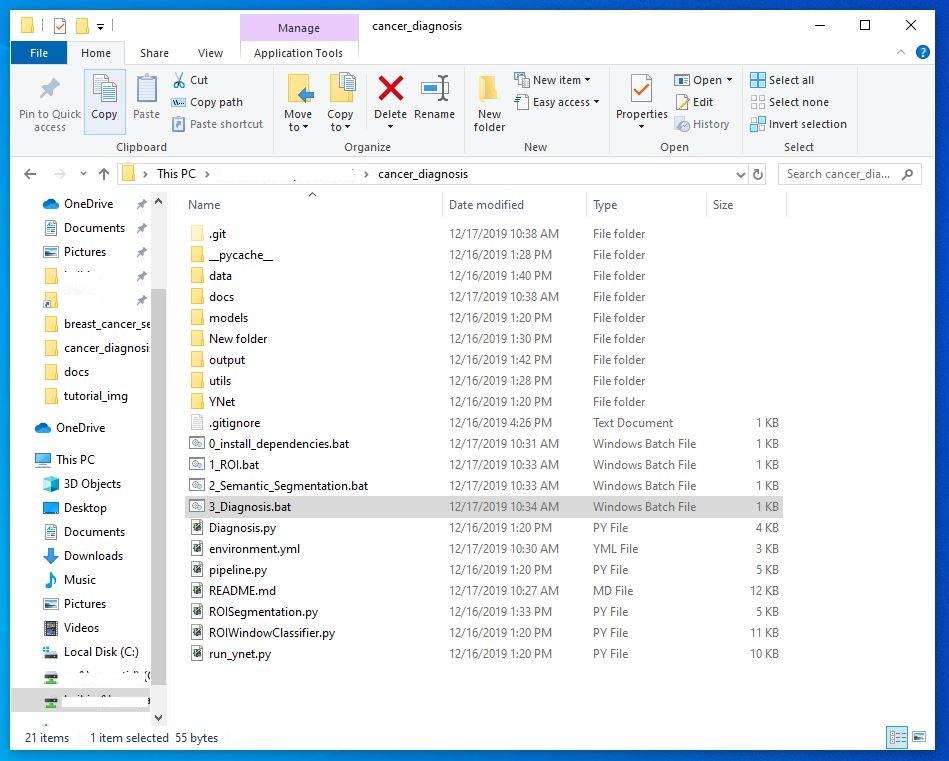 Manage cancer_diagnosis
File Home Share View Application Tools
Pin to Quick access
Copy
Paste
Cut
Copy path
Paste shortcut
Clipboard
Move to
Copy to
Delete
Rename
Organize
New folder
New item
Easy access
New
Properties
Open
Edit
History
Open
Select all
Select none
Invert selection
Select
This PC cancer_diagnosis
Search cancer_dia...
OneDrive
Documents
Pictures
breast_cancer_se
cancer_diagnosi
docs
tutorial_img
OneDrive
This PC
3D Objects
Desktop
Documents
Downloads
Music
Pictures
Videos
Local Disk (C:)
Name Date modified Type Size
.git 12/17/2019 10:38 AM File folder
__pycache__ 12/16/2019 1:28 PM File folder
data 12/16/2019 1:40 PM File folder
docs 12/17/2019 10:38 AM File folder
models 12/16/2019 1:20 PM File folder
New folder 12/16/2019 1:30 PM File folder
output 12/16/2019 1:42 PM File folder
utils 12/16/2019 1:28 PM File folder
YNet 12/16/2019 1:20 PM File folder
.gitignore 12/16/2019 4:26 PM Text Document 1 KB
0_install_dependencies.bat 12/17/2019 10:31 AM Windows Batch File 1 KB
1_ROI.bat 12/17/2019 10:33 AM Windows Batch File 1 KB
2_Semantic_Segmentation.bat 12/17/2019 10:33 AM Windows Batch File 1 KB
3_Diagnosis.bat 12/17/2019 10:34 AM Windows Batch File 1 KB
Diagnosis.py 12/16/2019 1:20 PM PY File 4 KB
environment.yml 12/17/2019 10:30 AM YML File 3 KB
pipeline.py 12/16/2019 1:20 PM PY File 5 KB
README.md 12/17/2019 10:27 AM MD File 12 KB
ROISegmentation.py 12/16/2019 1:33 PM PY File 5 KB
ROIWindowClassifier.py 12/16/2019 1:20 PM PY File 11 KB
run_ynet.py 12/16/2019 1:20 PM PY File 10 KB
21 items 1 item selected 55 bytes